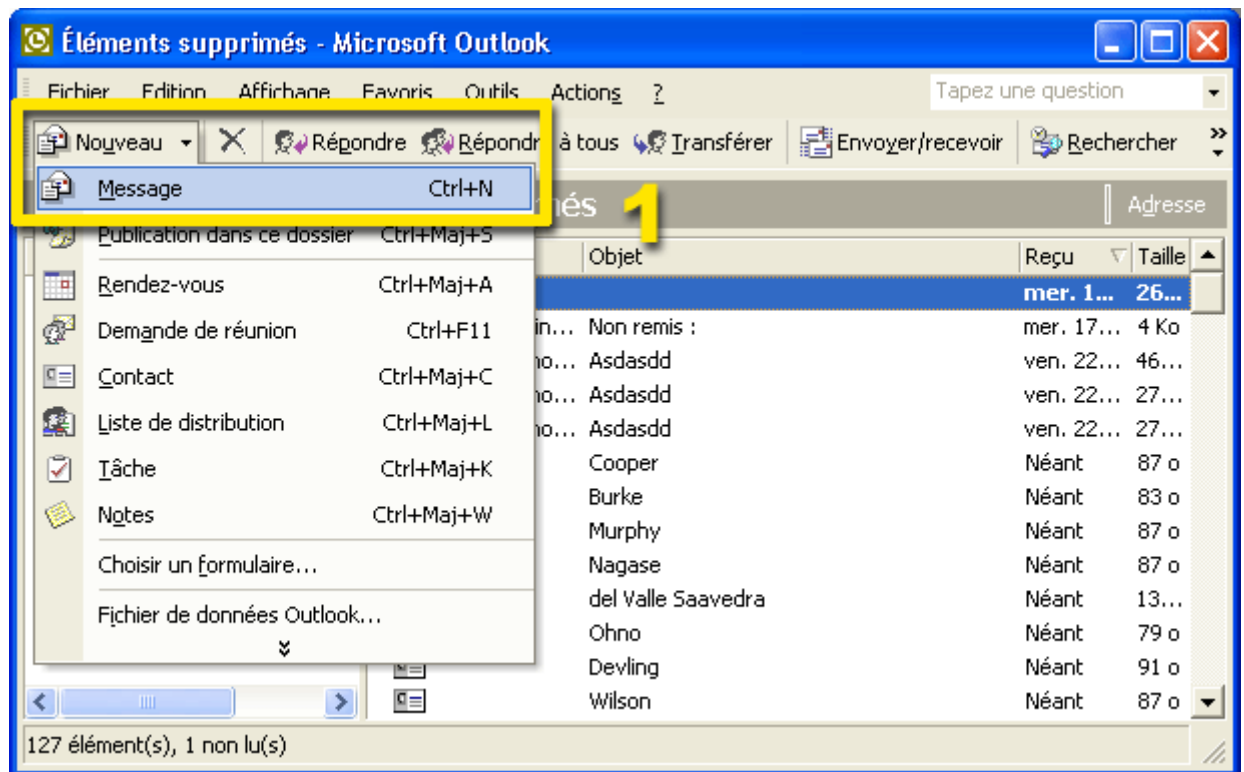 Éléments supprimés - Microsoft Outlook
Fichier Edition Affichage Favoris Outils Actions ? Tapez une question
Nouveau Répondre Répondre à tous Transférer Envoyer/recevoir Rechercher
Message Ctrl+N
més 1 Adresse
Publication dans ce dossier Ctrl+Maj+S
Objet Reçu Taille
Rendez-vous Ctrl+Maj+A
mer. 1... 26...
Demande de réunion Ctrl+F11
in... Non remis : mer. 17... 4 Ko
no... Asdasdd ven. 22... 46...
Contact Ctrl+Maj+C
no... Asdasdd ven. 22... 27...
Liste de distribution Ctrl+Maj+L
no... Asdasdd ven. 22... 27...
Tâche Ctrl+Maj+K
Cooper Néant 87 o
Burke Néant 83 o
Notes Ctrl+Maj+W
Murphy Néant 87 o
Choisir un formulaire...
Nagase Néant 87 o
del Valle Saavedra Néant 13...
Fichier de données Outlook...
Ohno Néant 79 o
Devling Néant 91 o
Wilson Néant 87 o
127 élément(s), 1 non lu(s)